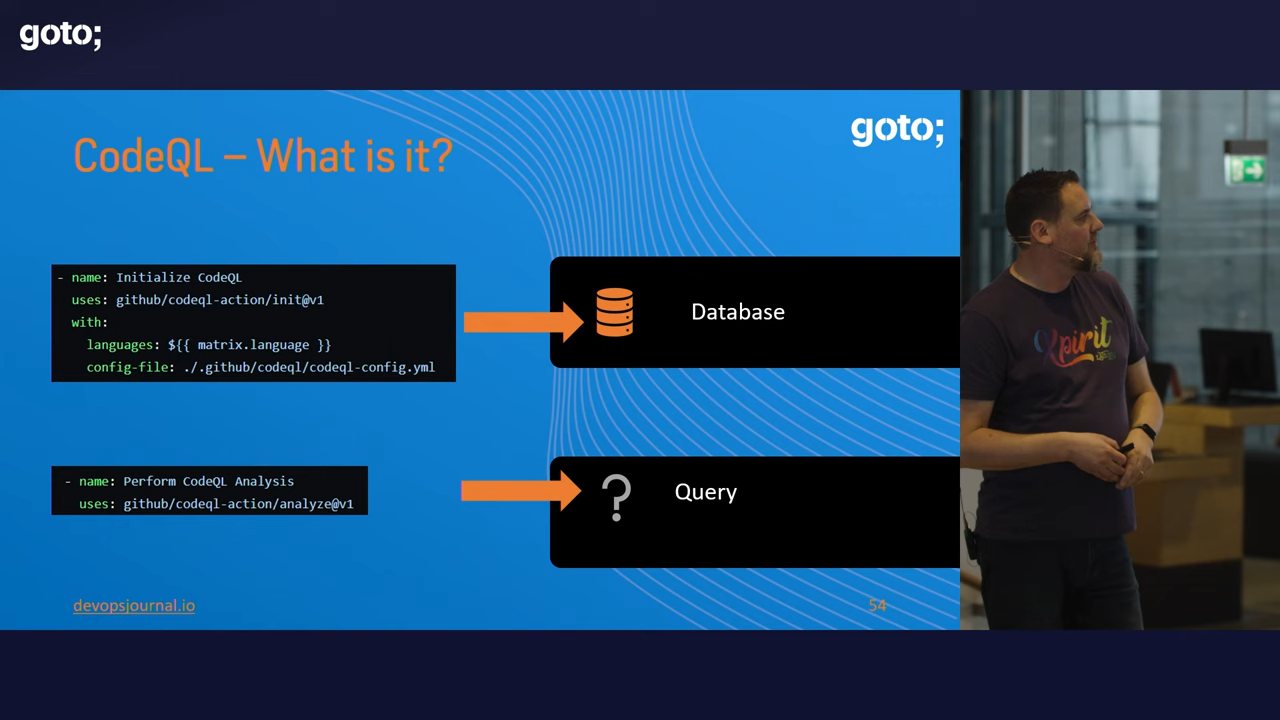 goto;
goto;
CodeQL – What is it?
- name: Initialize CodeQL
uses: github/codeql-action/init@v1
with:
languages: ${{ matrix.language }}
config-file: ./.github/codeql/codeql-config.yml
Database
- name: Perform CodeQL Analysis
uses: github/codeql-action/analyze@v1
Query
devopsjournal.io
54
Xpirit